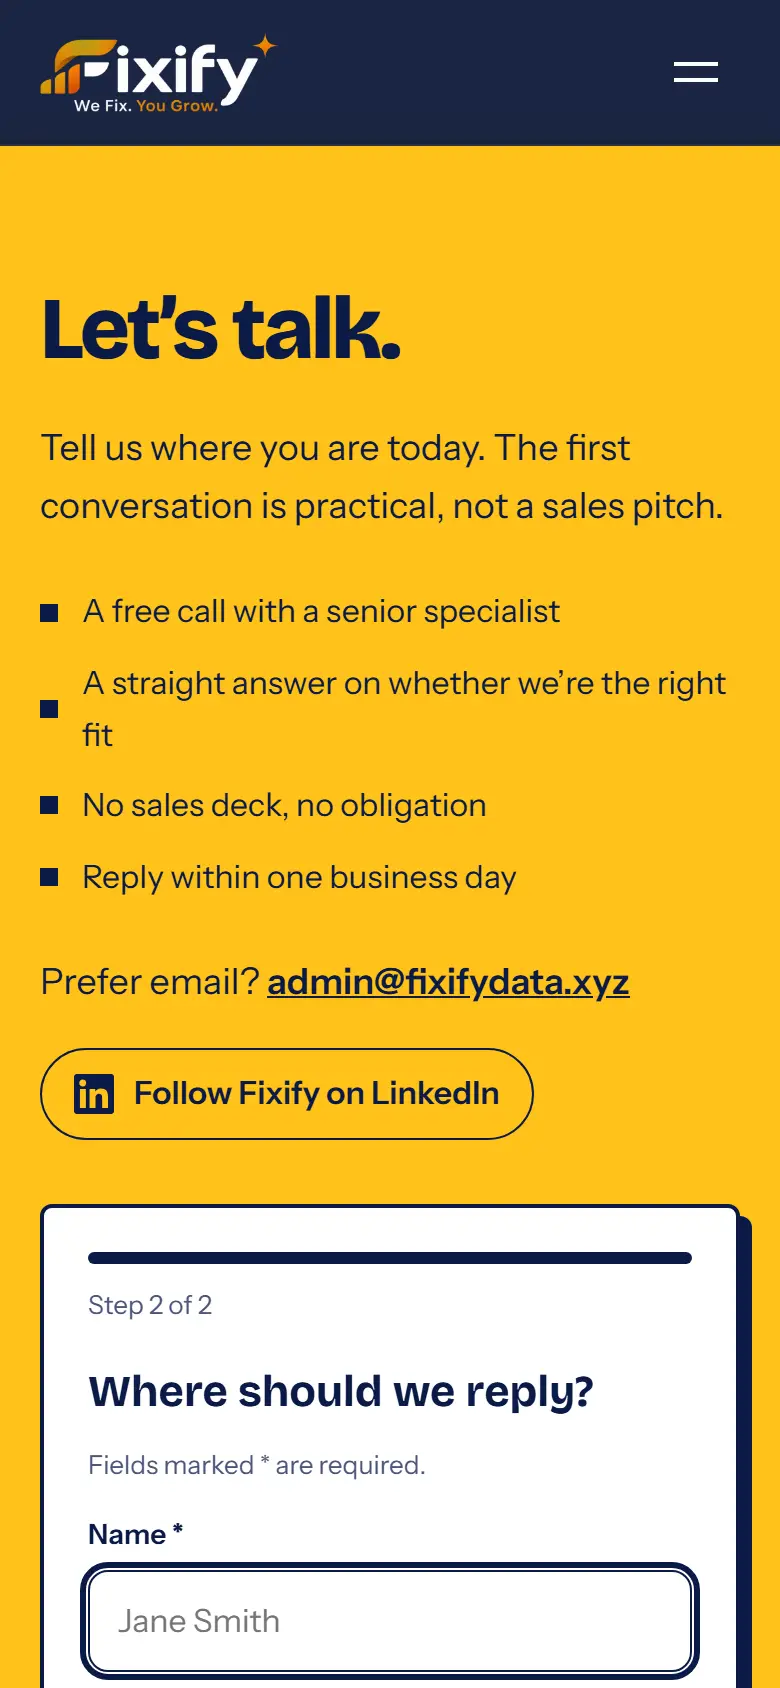 Fixify
We Fix. You Grow.
Let’s talk.
Tell us where you are today. The first
conversation is practical, not a sales pitch.
A free call with a senior specialist
A straight answer on whether we’re the right
fit
No sales deck, no obligation
Reply within one business day
Prefer email? admin@fixifydata.xyz
in Follow Fixify on LinkedIn
Step 2 of 2
Where should we reply?
Fields marked * are required.
Name *
Jane Smith